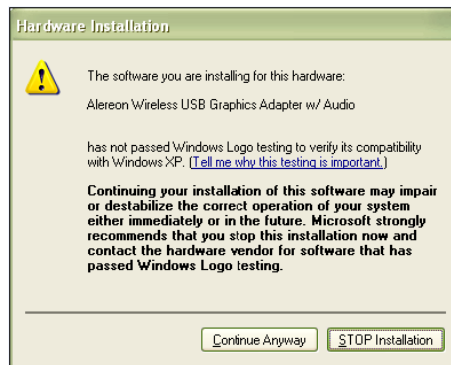 Hardware Installation
The software you are installing for this hardware:
Alereon Wireless USB Graphics Adapter w/ Audio
has not passed Windows Logo testing to verify its compatibility
with Windows XP. (Tell me why this testing is important.)
Continuing your installation of this software may impair
or destabilize the correct operation of your system
either immediately or in the future. Microsoft strongly
recommends that you stop this installation now and
contact the hardware vendor for software that has
passed Windows Logo testing.
Continue Anyway
STOP Installation